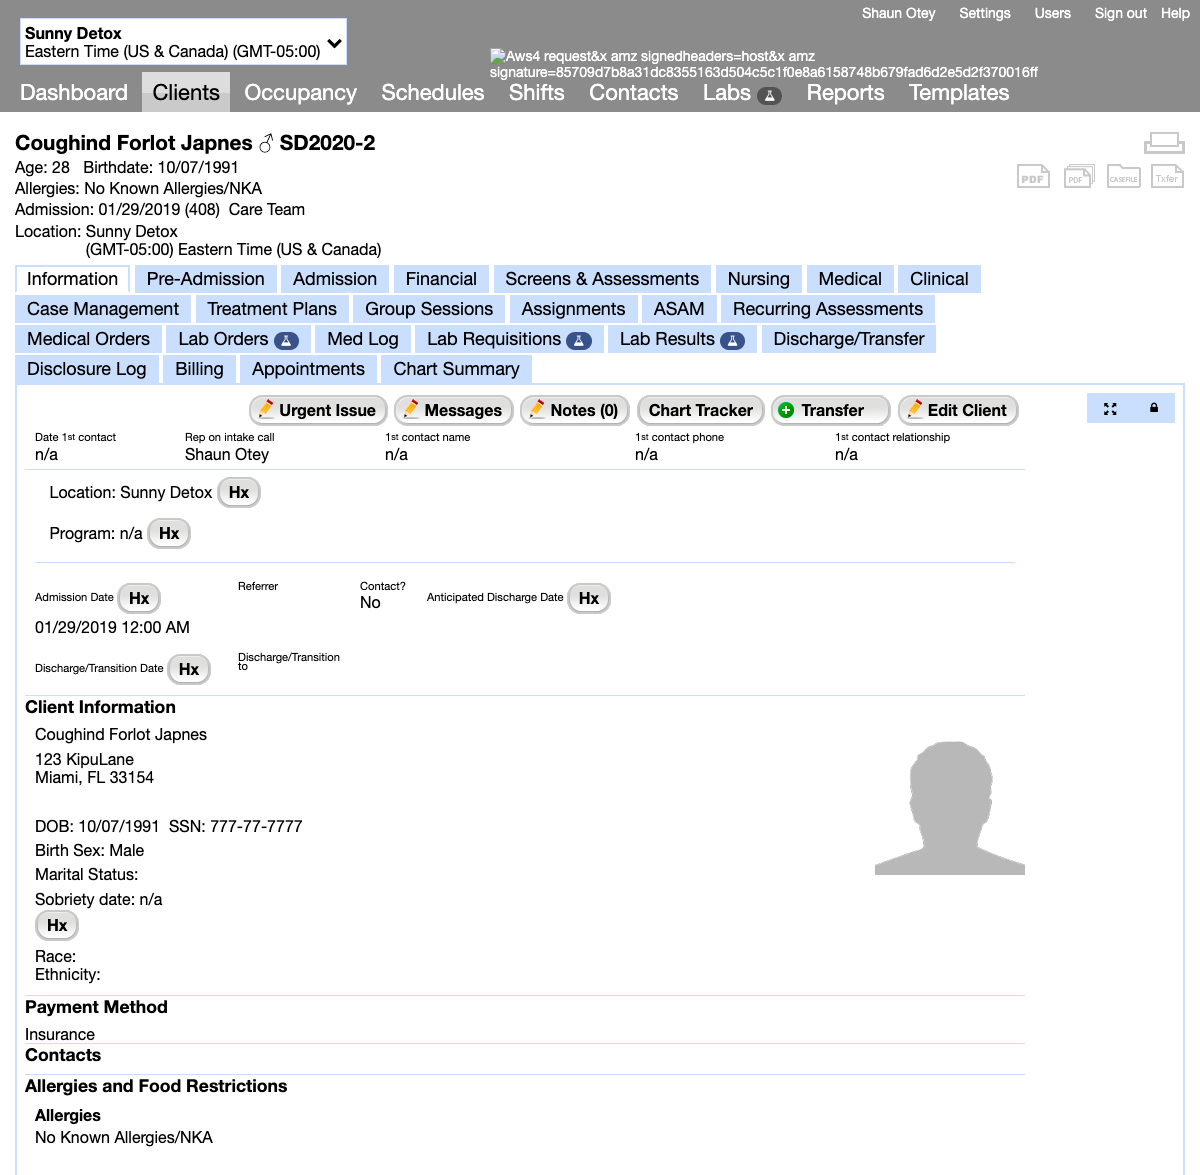 Shaun Otey Settings Users Sign out Help
Sunny Detox
Eastern Time (US & Canada) (GMT-05:00)
Aws4 request&x amz signedheaders=host&x amz
signature=85709d7b8a31dc8355163d504c5c1f0e8a6158748b679fad6d2e5d2f370016ff
Dashboard Clients Occupancy Schedules Shifts Contacts Labs Reports Templates
Coughind Forlot Japnes ♂ SD2020-2
Age: 28 Birthdate: 10/07/1991
Allergies: No Known Allergies/NKA
PDF PDF CASEFILE Txfer
Admission: 01/29/2019 (408) Care Team
Location: Sunny Detox
(GMT-05:00) Eastern Time (US & Canada)
Information Pre-Admission Admission Financial Screens & Assessments Nursing Medical Clinical
Case Management Treatment Plans Group Sessions Assignments ASAM Recurring Assessments
Medical Orders Lab Orders Med Log Lab Requisitions Lab Results Discharge/Transfer
Disclosure Log Billing Appointments Chart Summary
Urgent Issue Messages Notes (0) Chart Tracker Transfer Edit Client
Date 1st contact Rep on intake call 1st contact name 1st contact phone 1st contact relationship
n/a Shaun Otey n/a n/a n/a
Location: Sunny Detox Hx
Program: n/a Hx
Admission Date Hx Referrer Contact? Anticipated Discharge Date Hx
No
01/29/2019 12:00 AM
Discharge/Transition Date Hx Discharge/Transition
to
Client Information
Coughind Forlot Japnes
123 KipuLane
Miami, FL 33154
DOB: 10/07/1991 SSN: 777-77-7777
Birth Sex: Male
Marital Status:
Sobriety date: n/a
Hx
Race:
Ethnicity:
Payment Method
Insurance
Contacts
Allergies and Food Restrictions
Allergies
No Known Allergies/NKA